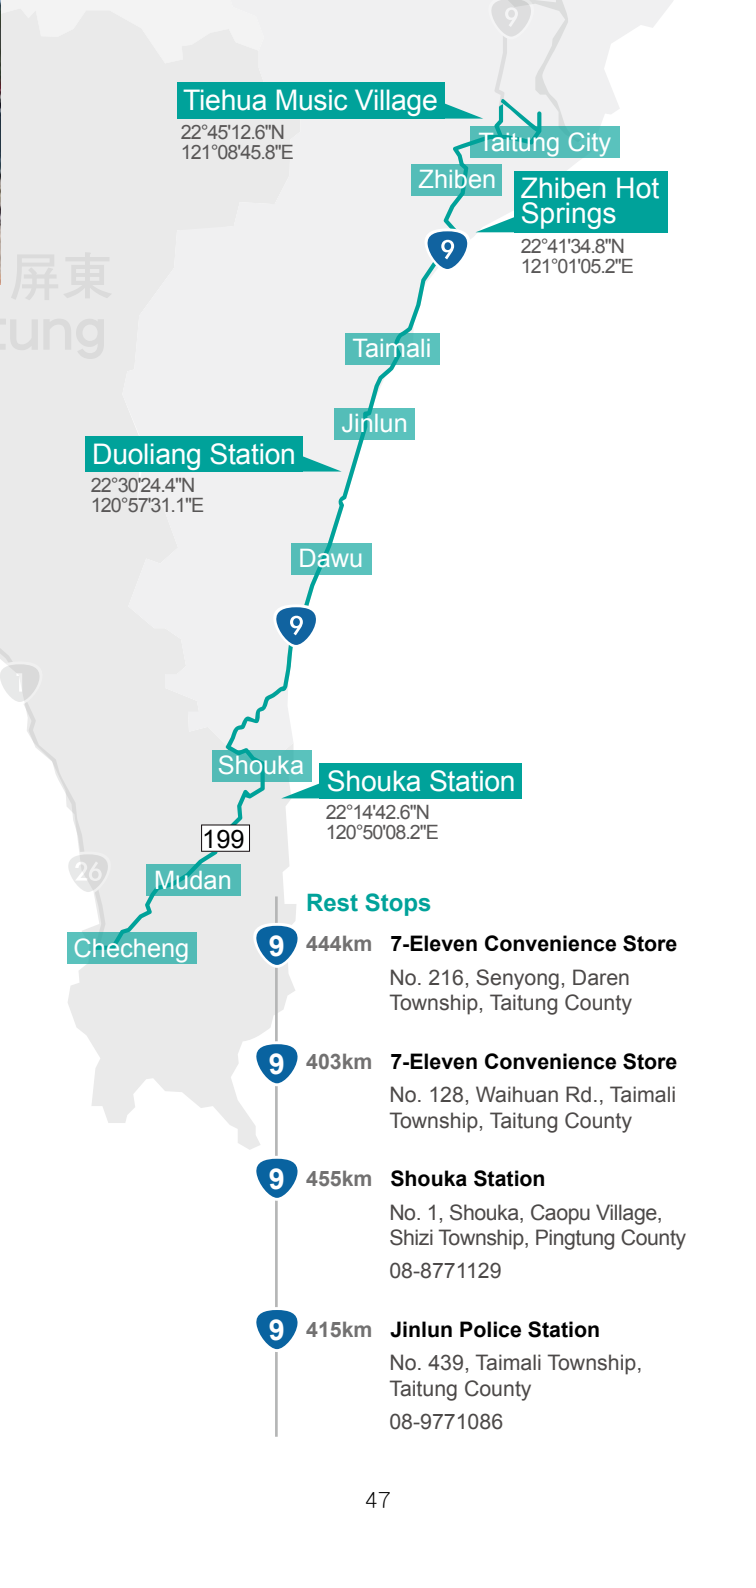 9
Tiehua Music Village
22°45'12.6"N
121°08'45.8"E
Taitung City
Zhiben
Zhiben Hot
Springs
22°41'34.8"N
121°01'05.2"E
9
屏東
tung
Taimali
Jinlun
Duoliang Station
22°30'24.4"N
120°57'31.1"E
Dawu
9
1
Shouka
Shouka Station
22°14'42.6"N
120°50'08.2"E
199
26
Mudan
Checheng
Rest Stops
9 444km 7-Eleven Convenience Store
No. 216, Senyong, Daren
Township, Taitung County
9 403km 7-Eleven Convenience Store
No. 128, Waihuan Rd., Taimali
Township, Taitung County
9 455km Shouka Station
No. 1, Shouka, Caopu Village,
Shizi Township, Pingtung County
08-8771129
9 415km Jinlun Police Station
No. 439, Taimali Township,
Taitung County
08-9771086
47